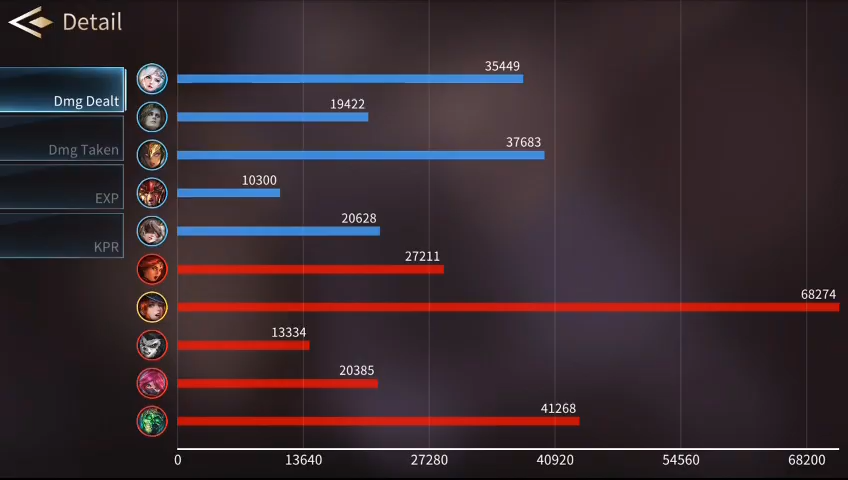 Detail
Dmg Dealt
Dmg Taken
EXP
KPR
35449
19422
37683
10300
20628
27211
68274
13334
20385
41268
0 13640 27280 40920 54560 68200